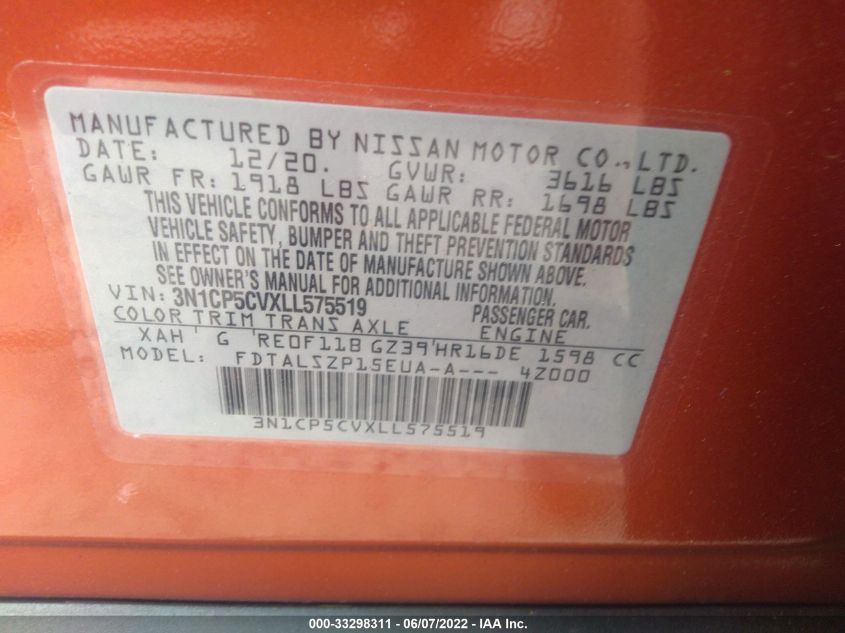 MANUFACTURED BY NISSAN MOTOR CO., LTD.
DATE: 12/20. GVWR: 3616 LBS
GAWR FR: 1918 LBS GAWR RR: 1698 LBS
THIS VEHICLE CONFORMS TO ALL APPLICABLE FEDERAL MOTOR
VEHICLE SAFETY, BUMPER AND THEFT PREVENTION STANDARDS
IN EFFECT ON THE DATE OF MANUFACTURE SHOWN ABOVE.
SEE OWNER'S MANUAL FOR ADDITIONAL INFORMATION.
VIN: 3N1CP5CVXLL575519 PASSENGER CAR.
COLOR TRIM TRANS AXLE ENGINE
XAH ' G 'RE0F11B GZ39'HR16DE 1598 CC
MODEL: FDTALSZP15EUA-A--- 4Z000
3N1CP5CVXLL575519
000-33298311 - 06/07/2022 - IAA Inc.